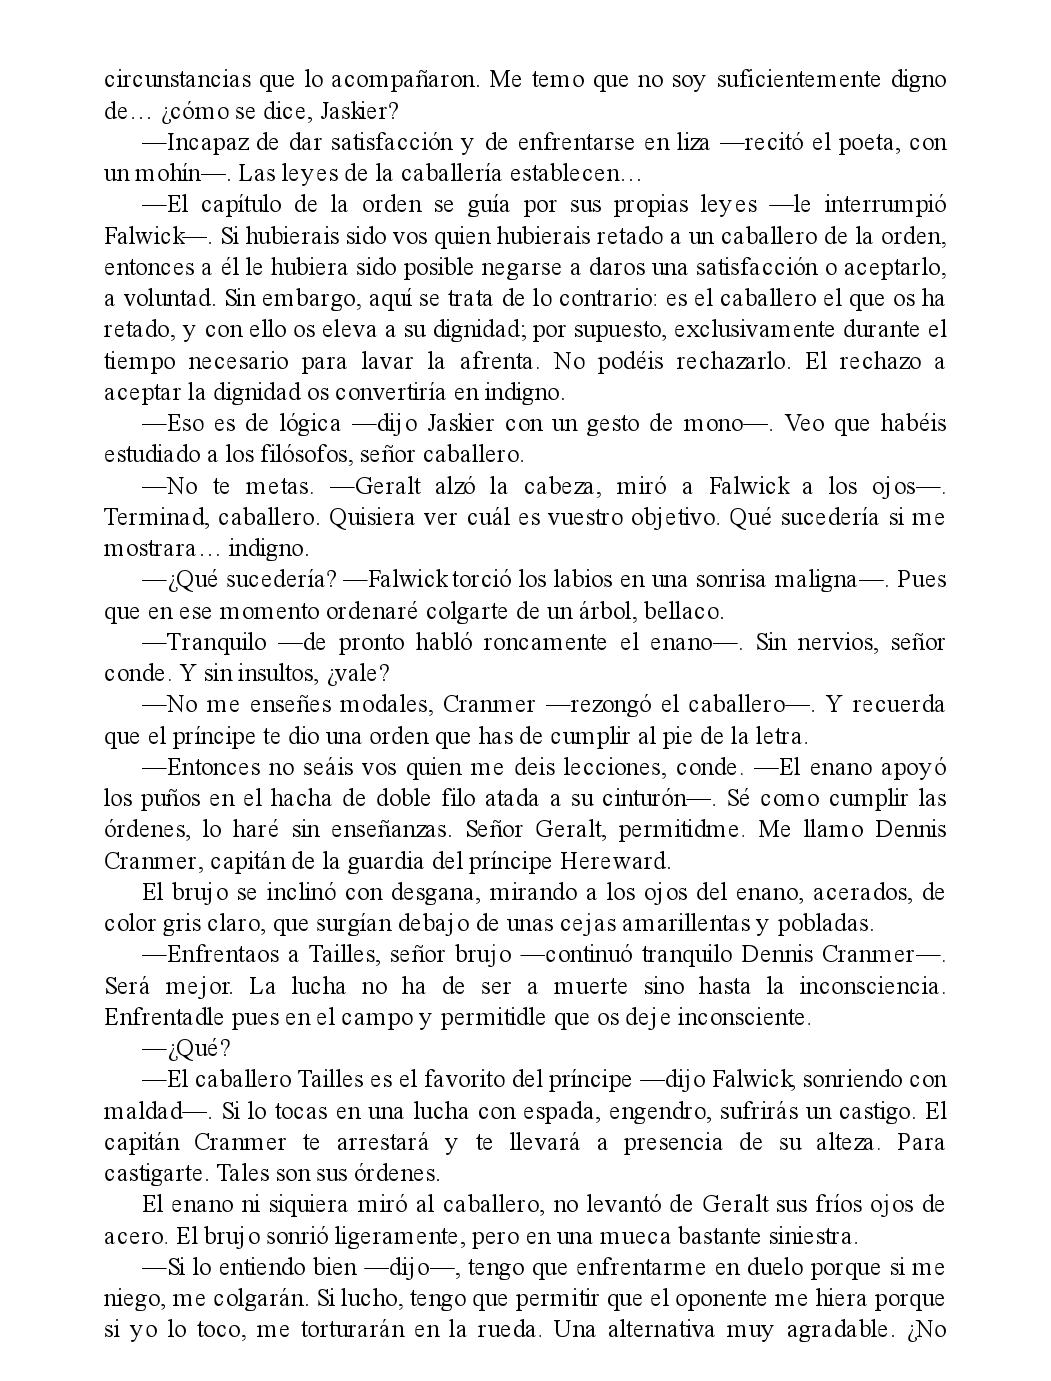 circunstancias que lo acompañaron. Me temo que no soy suficientemente digno
de… ¿cómo se dice, Jaskier?
—Incapaz de dar satisfacción y de enfrentarse en liza —recitó el poeta, con
un mohín—. Las leyes de la caballería establecen…
—El capítulo de la orden se guía por sus propias leyes —le interrumpió
Falwick—. Si hubierais sido vos quien hubierais retado a un caballero de la orden,
entonces a él le hubiera sido posible negarse a daros una satisfacción o aceptarlo,
a voluntad. Sin embargo, aquí se trata de lo contrario: es el caballero el que os ha
retado, y con ello os eleva a su dignidad; por supuesto, exclusivamente durante el
tiempo necesario para lavar la afrenta. No podéis rechazarlo. El rechazo a
aceptar la dignidad os convertiría en indigno.
—Eso es de lógica —dijo Jaskier con un gesto de mono—. Veo que habéis
estudiado a los filósofos, señor caballero.
—No te metas. —Geralt alzó la cabeza, miró a Falwick a los ojos—.
Terminad, caballero. Quisiera ver cuál es vuestro objetivo. Qué sucedería si me
mostrara… indigno.
—¿Qué sucedería? —Falwick torció los labios en una sonrisa maligna—. Pues
que en ese momento ordenaré colgarte de un árbol, bellaco.
—Tranquilo —de pronto habló roncamente el enano—. Sin nervios, señor
conde. Y sin insultos, ¿vale?
—No me enseñes modales, Cranmer —rezongó el caballero—. Y recuerda
que el príncipe te dio una orden que has de cumplir al pie de la letra.
—Entonces no seáis vos quien me deis lecciones, conde. —El enano apoyó
los puños en el hacha de doble filo atada a su cinturón—. Sé como cumplir las
órdenes, lo haré sin enseñanzas. Señor Geralt, permitidme. Me llamo Dennis
Cranmer, capitán de la guardia del príncipe Hereward.
El brujo se inclinó con desgana, mirando a los ojos del enano, acerados, de
color gris claro, que surgían debajo de unas cejas amarillentas y pobladas.
—Enfrentaos a Tailles, señor brujo —continuó tranquilo Dennis Cranmer—.
Será mejor. La lucha no ha de ser a muerte sino hasta la inconsciencia.
Enfrentadle pues en el campo y permitidle que os deje inconsciente.
—¿Qué?
—El caballero Tailles es el favorito del príncipe —dijo Falwick, sonriendo con
maldad—. Si lo tocas en una lucha con espada, engendro, sufrirás un castigo. El
capitán Cranmer te arrestará y te llevará a presencia de su alteza. Para
castigarte. Tales son sus órdenes.
El enano ni siquiera miró al caballero, no levantó de Geralt sus fríos ojos de
acero. El brujo sonrió ligeramente, pero en una mueca bastante siniestra.
—Si lo entiendo bien —dijo—, tengo que enfrentarme en duelo porque si me
niego, me colgarán. Si lucho, tengo que permitir que el oponente me hiera porque
si yo lo toco, me torturarán en la rueda. Una alternativa muy agradable. ¿No